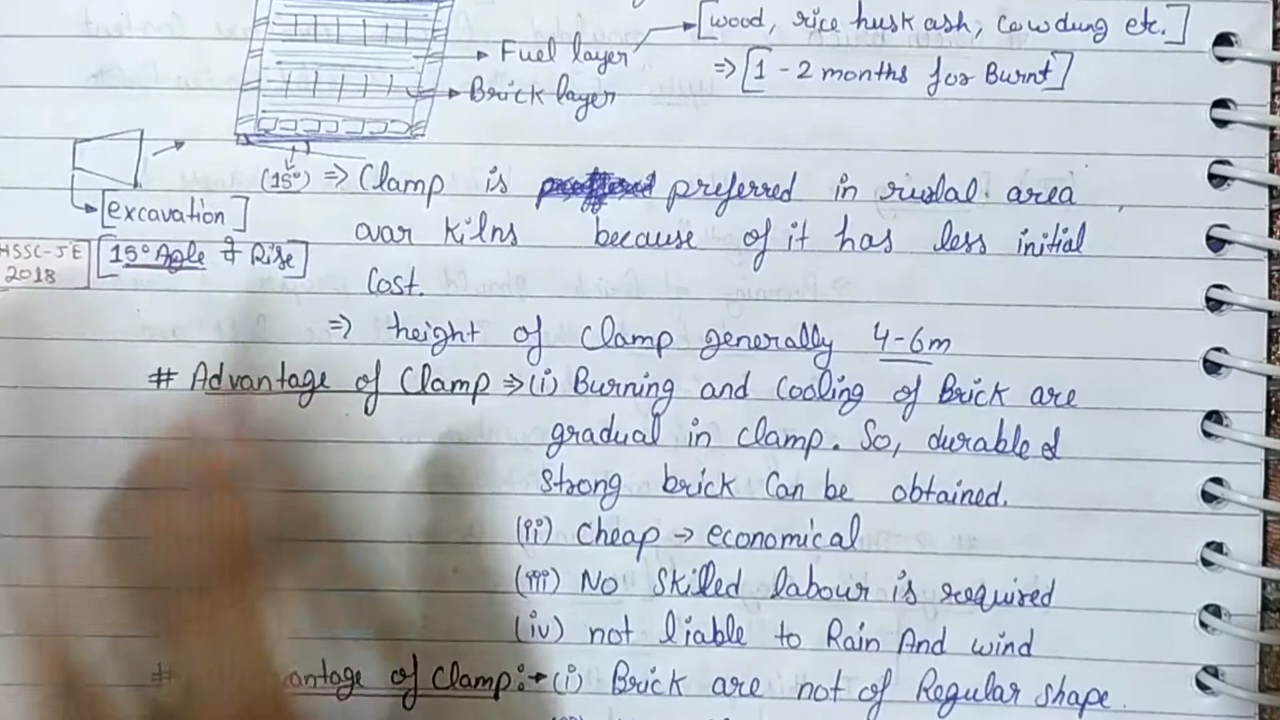 [wood, rice husk ash, Cowdung etc.]
Fuel layer
⇒ [1 - 2 months for Burnt]
Brick layer
(15°) ⇒ Clamp is preferred in rural area
[excavation]
over kilns because of it has less initial
HSSC-JE 2018
[15° Agle of Rise]
Cost.
⇒ height of Clamp generally 4-6m
# Advantage of Clamp ⇒ (i) Burning and Cooling of Brick are
gradual in clamp. So, durable &
strong brick Can be obtained.
(ii) Cheap → economical
(iii) No skilled labour is required
(iv) not liable to Rain And wind
# antage of Clamp:→ (i) Brick are not of Regular shape.